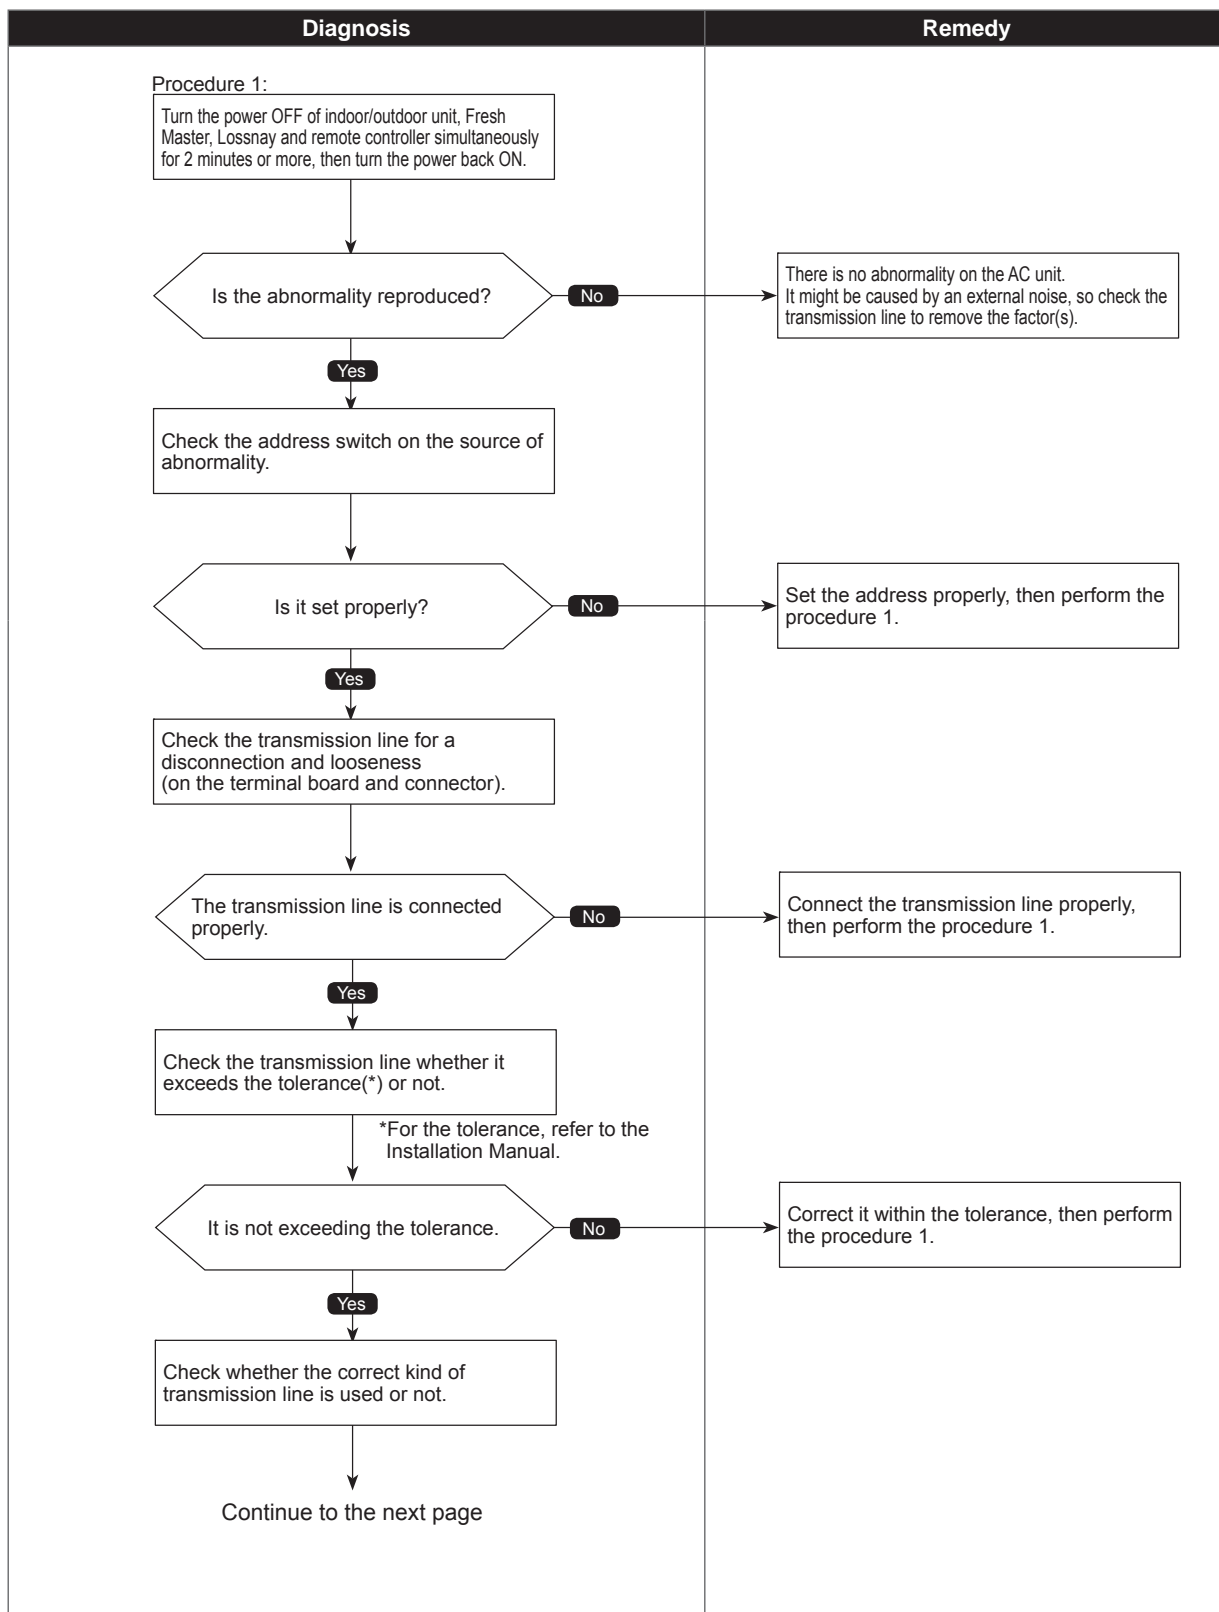 Diagnosis
Remedy
Procedure 1:
Turn the power OFF of indoor/outdoor unit, Fresh
Master, Lossnay and remote controller simultaneously
for 2 minutes or more, then turn the power back ON.
Is the abnormality reproduced?
No
There is no abnormality on the AC unit.
It might be caused by an external noise, so check the
transmission line to remove the factor(s).
Yes
Check the address switch on the source of
abnormality.
Is it set properly?
No
Set the address properly, then perform the
procedure 1.
Yes
Check the transmission line for a
disconnection and looseness
(on the terminal board and connector).
The transmission line is connected
properly.
No
Connect the transmission line properly,
then perform the procedure 1.
Yes
Check the transmission line whether it
exceeds the tolerance(*) or not.
*For the tolerance, refer to the
Installation Manual.
It is not exceeding the tolerance.
No
Correct it within the tolerance, then perform
the procedure 1.
Yes
Check whether the correct kind of
transmission line is used or not.
Continue to the next page